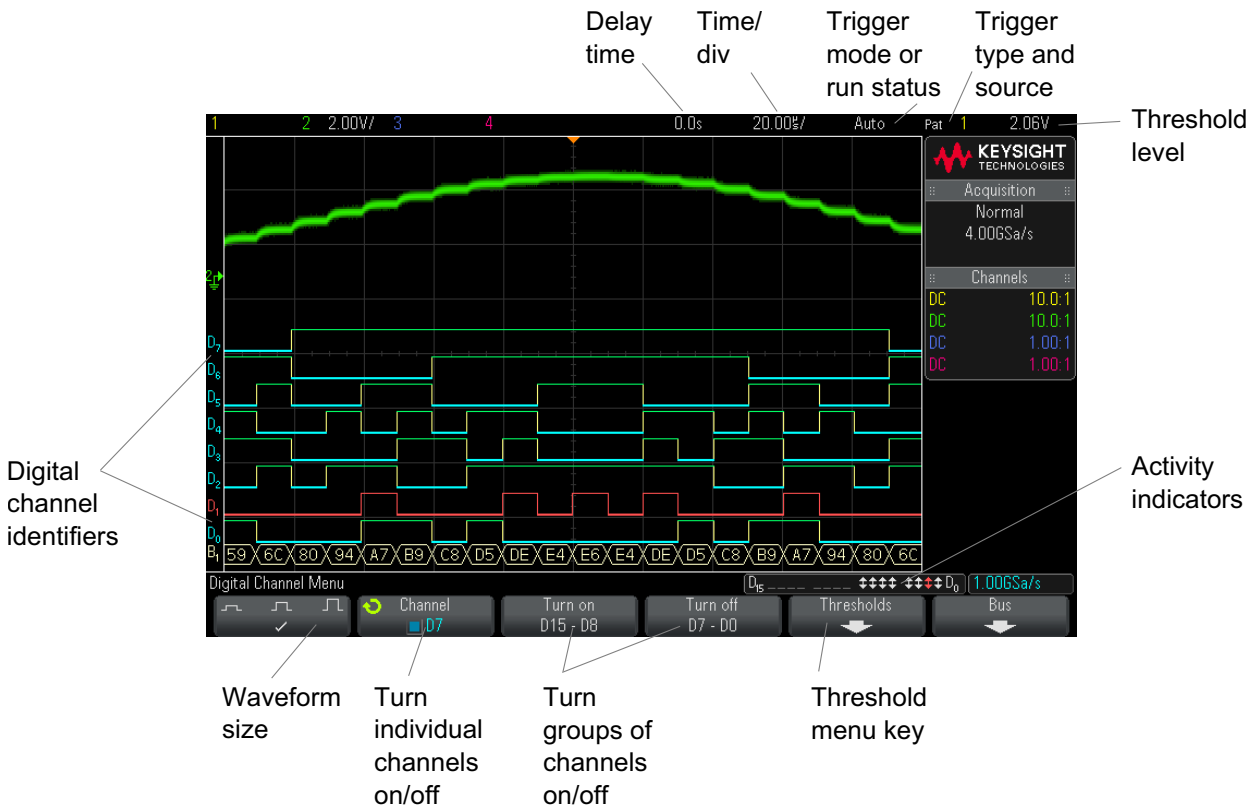 Delay
time
Time/
div
Trigger
mode or
run status
Trigger
type and
source
Threshold
level
1 2 2.00V/ 3 4 0.0s 20.00㎲/ Auto Pat 1 2.06V
KEYSIGHT
TECHNOLOGIES
Acquisition
Normal
4.00GSa/s
Channels
DC 10.0:1
DC 10.0:1
DC 1.00:1
DC 1.00:1
2
D7
D6
D5
D4
D3
D2
D1
D0
B1 59 6C 80 94 A7 B9 C8 D5 DE E4 E6 E4 DE D5 C8 B9 A7 94 80 6C
Digital
channel
identifiers
Activity
indicators
Digital Channel Menu D15 D0 1.00GSa/s
Channel
D7
Turn on
D15 - D8
Turn off
D7 - D0
Thresholds
Bus
Waveform
size
Turn
individual
channels
on/off
Turn
groups of
channels
on/off
Threshold
menu key